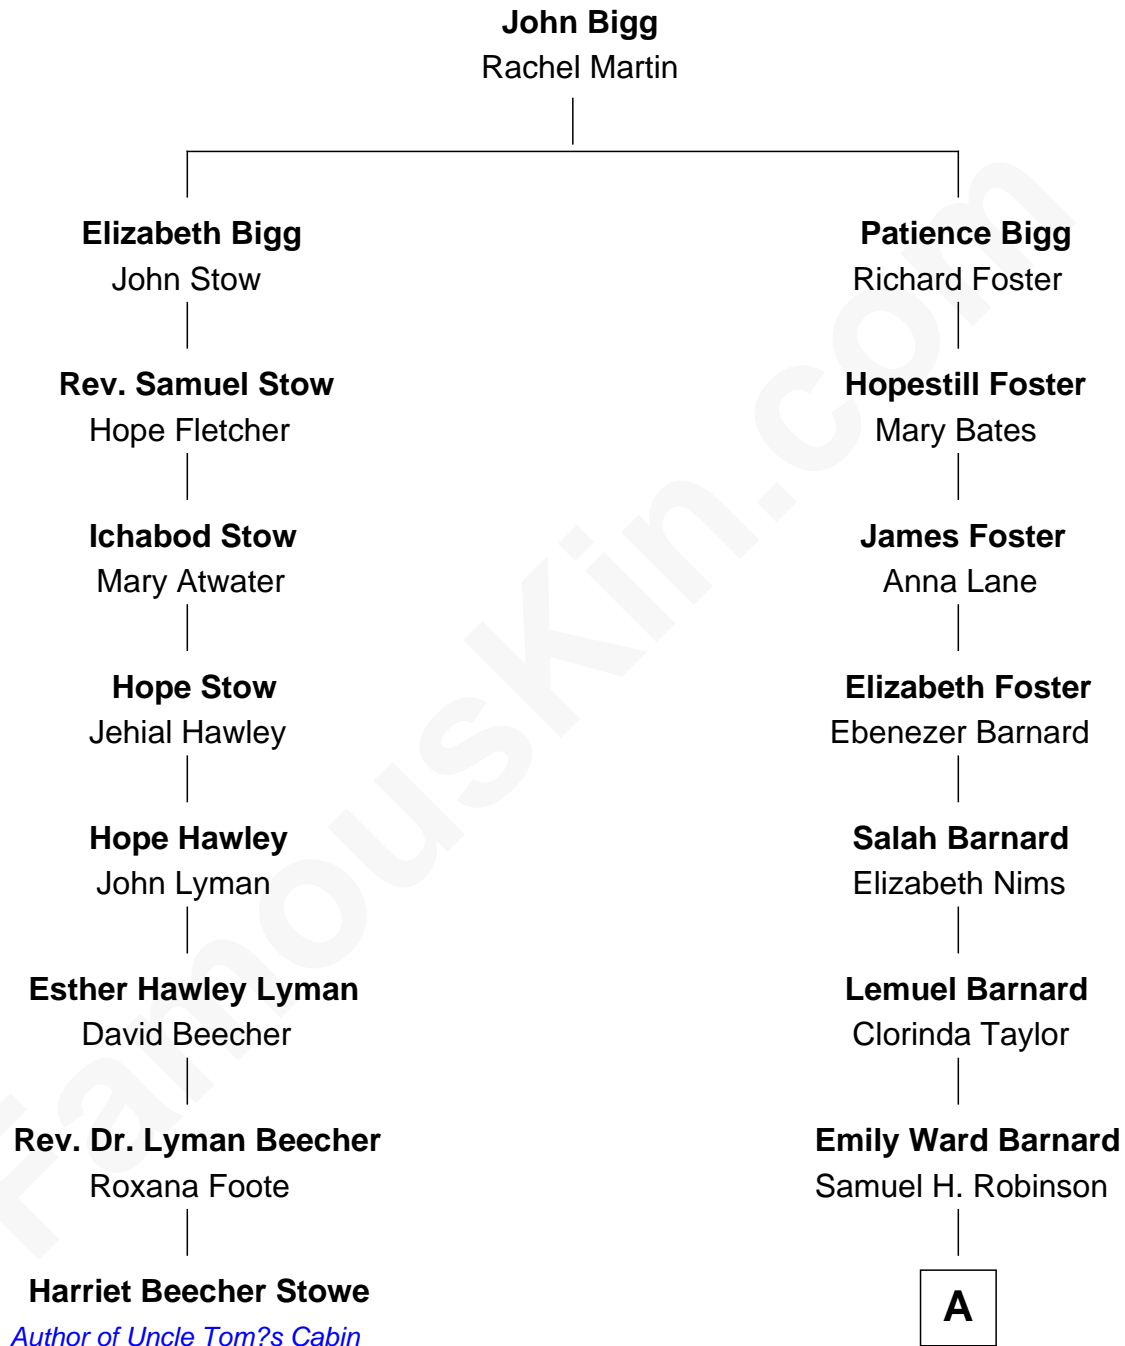 John Bigg
Rachel Martin
Elizabeth Bigg
John Stow
Patience Bigg
Richard Foster
Rev. Samuel Stow
Hope Fletcher
Hopestill Foster
Mary Bates
Ichabod Stow
Mary Atwater
James Foster
Anna Lane
Hope Stow
Jehial Hawley
Elizabeth Foster
Ebenezer Barnard
Hope Hawley
John Lyman
Salah Barnard
Elizabeth Nims
Esther Hawley Lyman
David Beecher
Lemuel Barnard
Clorinda Taylor
Rev. Dr. Lyman Beecher
Roxana Foote
Emily Ward Barnard
Samuel H. Robinson
Harriet Beecher Stowe
Author of Uncle Tom?s Cabin
A
FamousKin.com